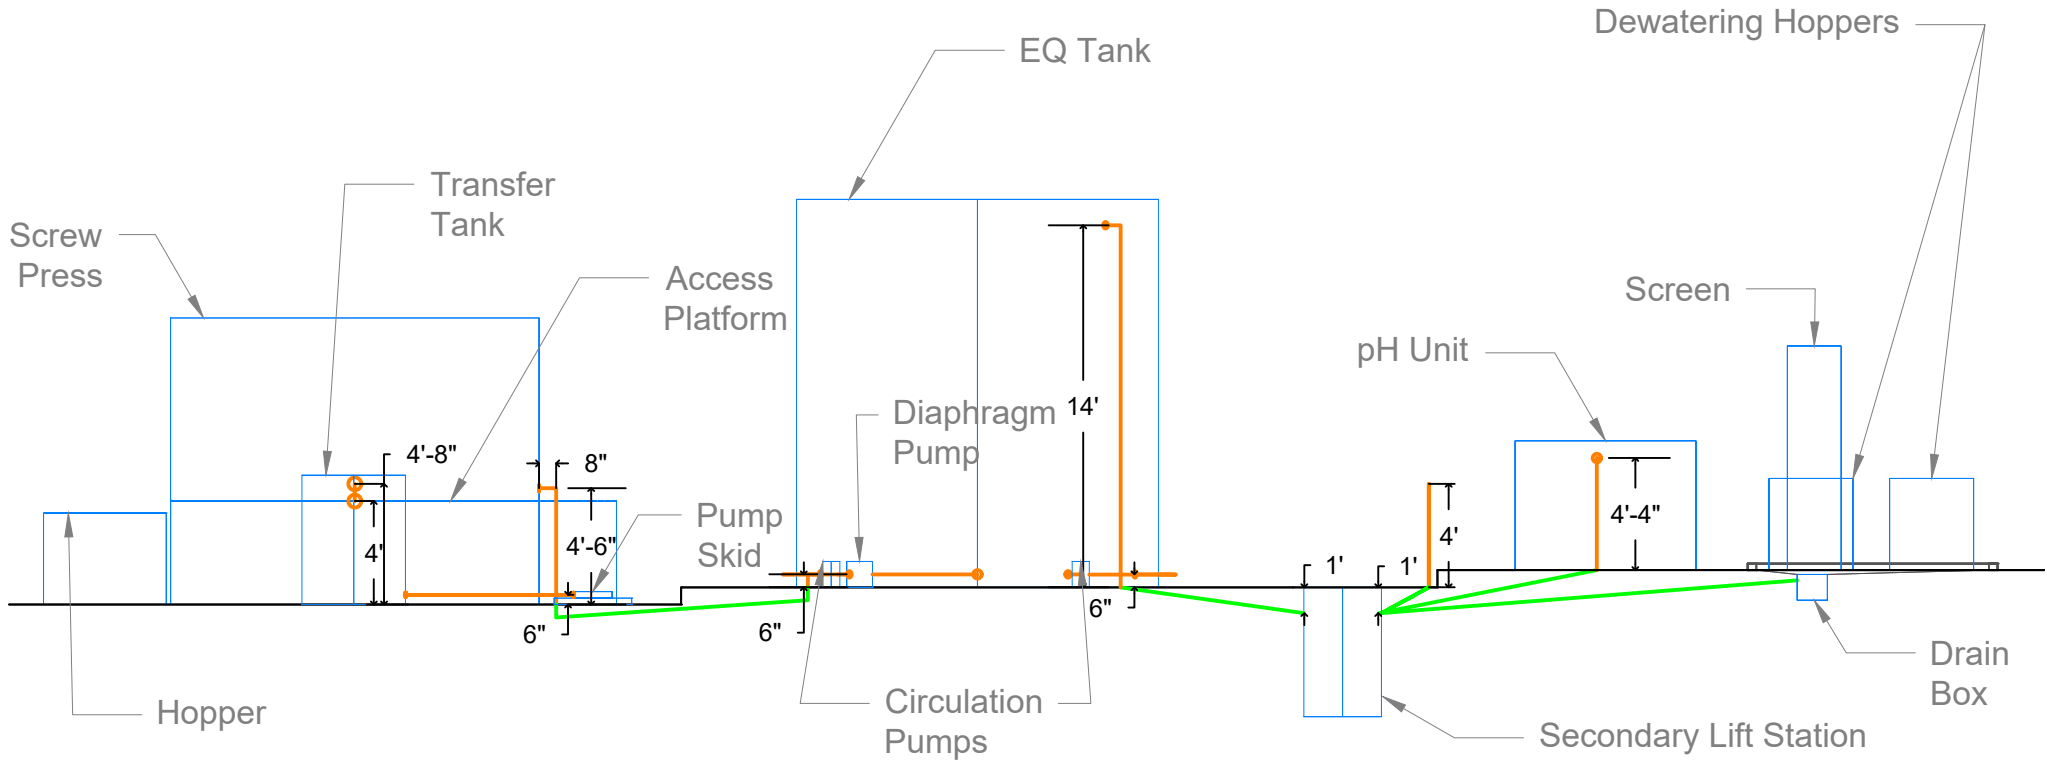 Dewatering Hoppers
EQ Tank
Transfer
Tank
Screw
Press
Access
Platform
Screen
pH Unit
14'
Diaphragm
Pump
4'-8"
8"
Pump
Skid
4'-6"
4'
4'-4"
4'
1'
1'
6"
6"
6"
Hopper
Circulation
Pumps
Drain
Box
Secondary Lift Station